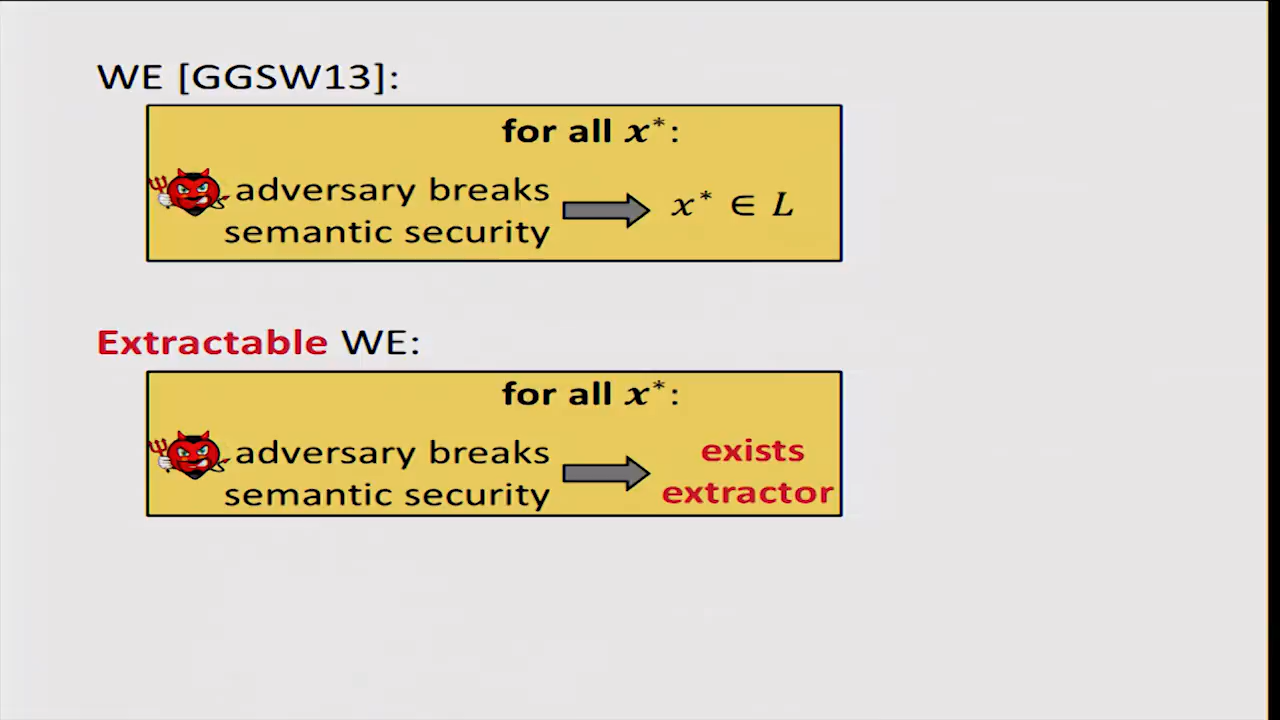 WE [GGSW13]:
for all x*:
adversary breaks
semantic security
x* ∈ L
Extractable WE:
for all x*:
adversary breaks
semantic security
exists
extractor